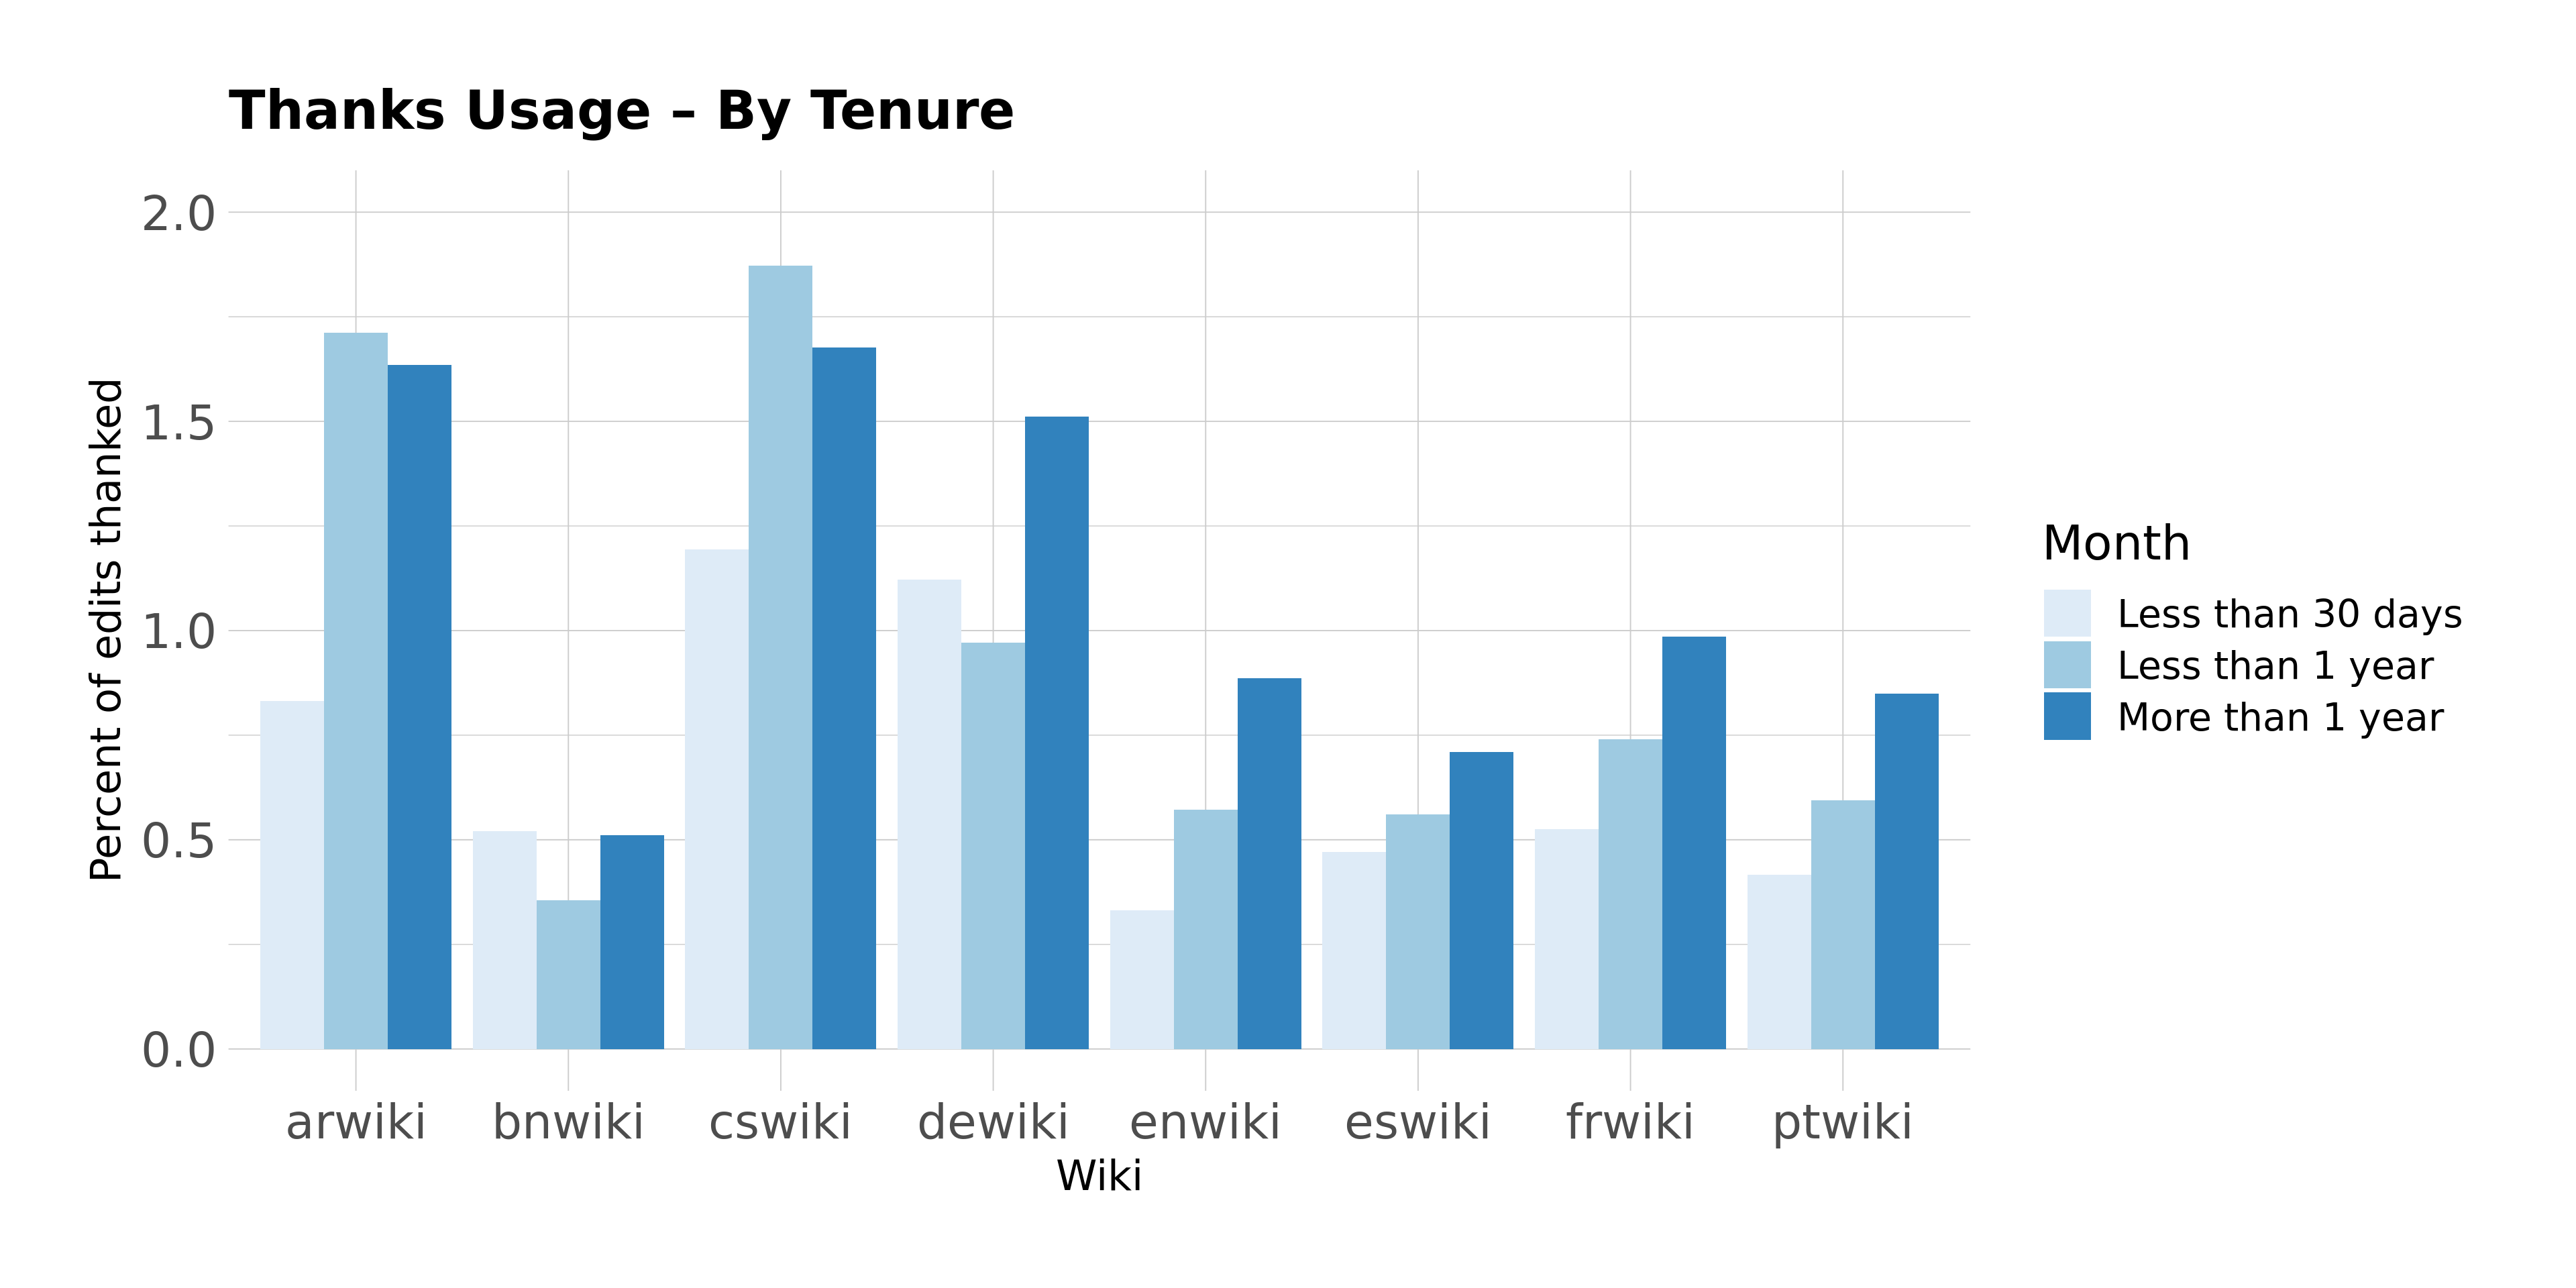 Thanks Usage – By Tenure
Percent of edits thanked
2.0
1.5
1.0
0.5
0.0
arwiki bnwiki cswiki dewiki enwiki eswiki frwiki ptwiki
Wiki
Month
Less than 30 days
Less than 1 year
More than 1 year